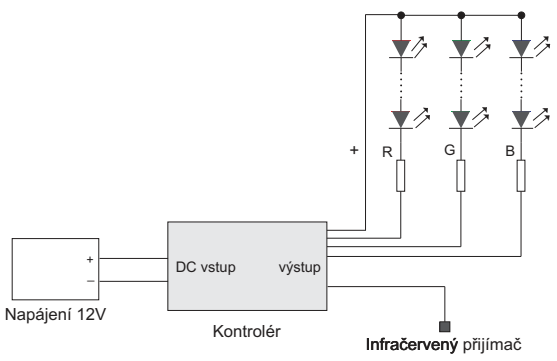 +
R
G
B
+
−
DC vstup
výstup
Napájení 12V
Kontrolér
Infračervený přijímač